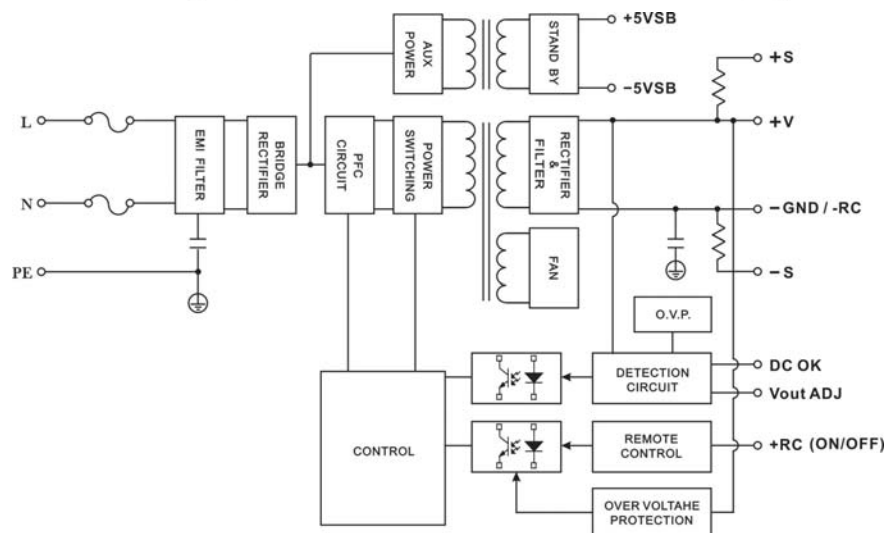 AUX
POWER
STAND BY
+5VSB
−5VSB
+S
L
EMI FILTER
BRIDGE
RECTIFIER
PFC
CIRCUIT
POWER
SWITCHING
RECTIFIER
&
FILTER
+V
N
−GND / -RC
PE
FAN
−S
O.V.P.
DETECTION
CIRCUIT
DC OK
Vout ADJ
CONTROL
REMOTE
CONTROL
+RC (ON/OFF)
OVER VOLTAHE
PROTECTION